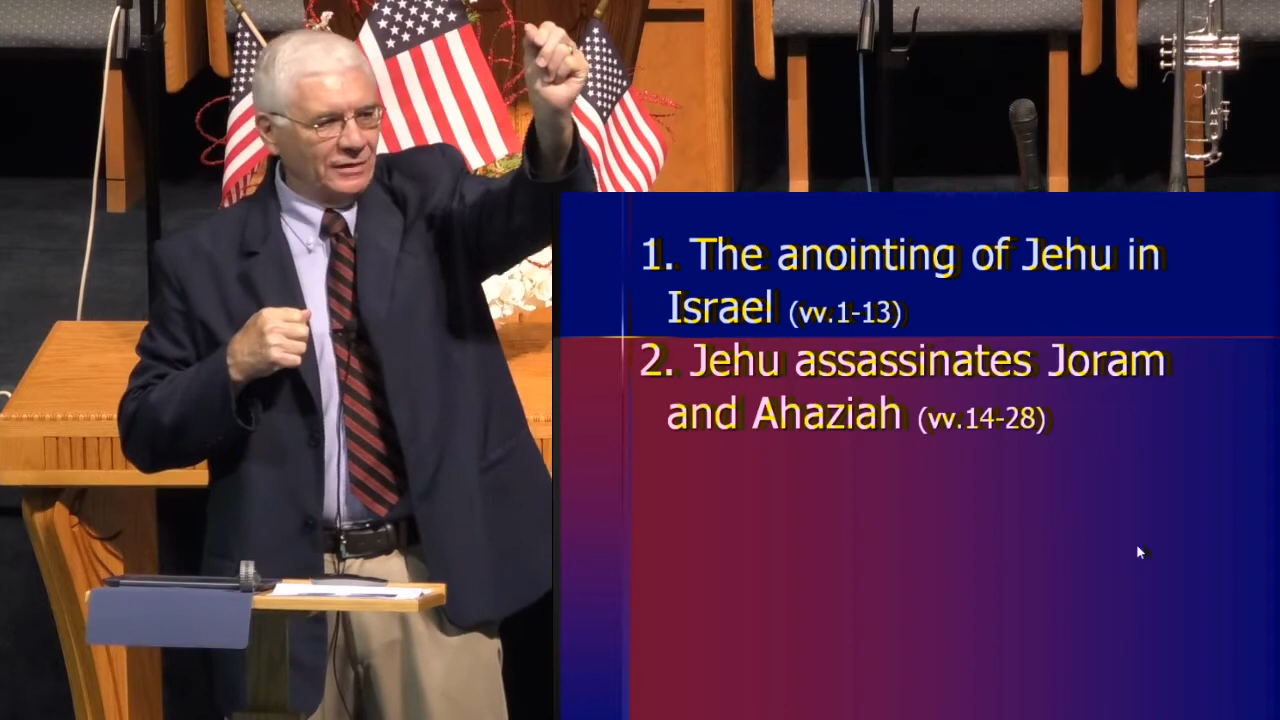 1. The anointing of Jehu in
Israel (vv.1-13)
2. Jehu assassinates Joram
and Ahaziah (vv.14-28)